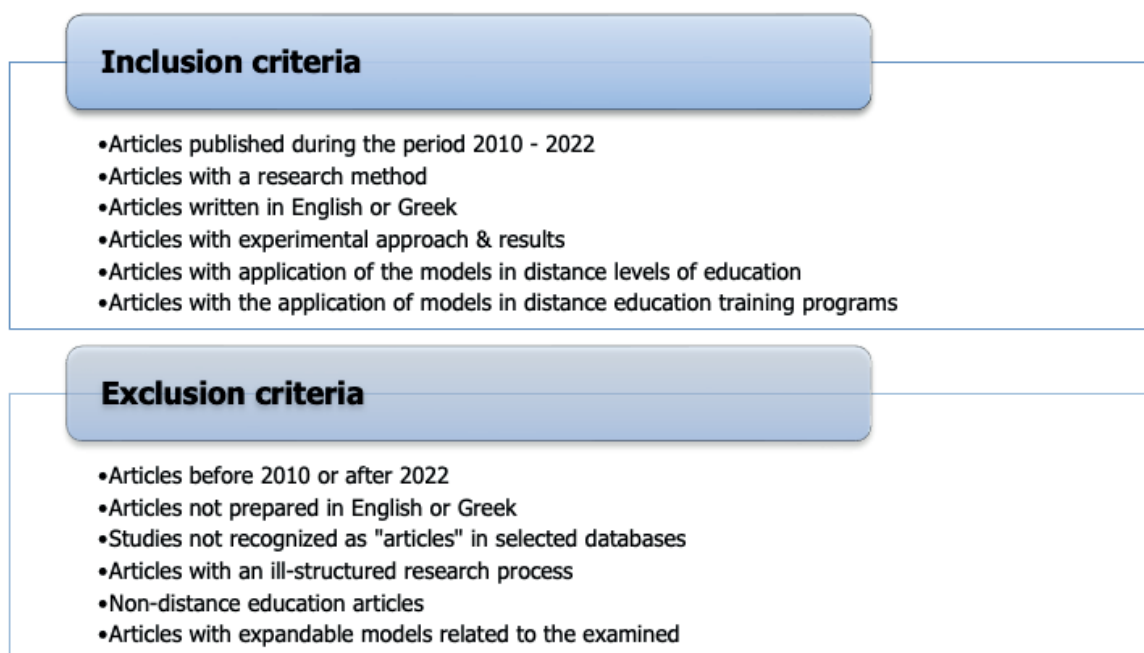 Inclusion criteria
•Articles published during the period 2010 - 2022
•Articles with a research method
•Articles written in English or Greek
•Articles with experimental approach & results
•Articles with application of the models in distance levels of education
•Articles with the application of models in distance education training programs
Exclusion criteria
•Articles before 2010 or after 2022
•Articles not prepared in English or Greek
•Studies not recognized as "articles" in selected databases
•Articles with an ill-structured research process
•Non-distance education articles
•Articles with expandable models related to the examined